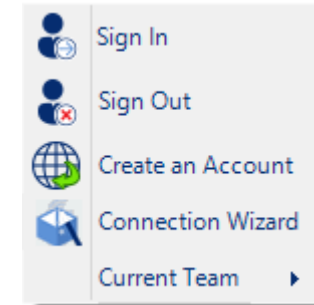 Sign In
Sign Out
Create an Account
Connection Wizard
Current Team